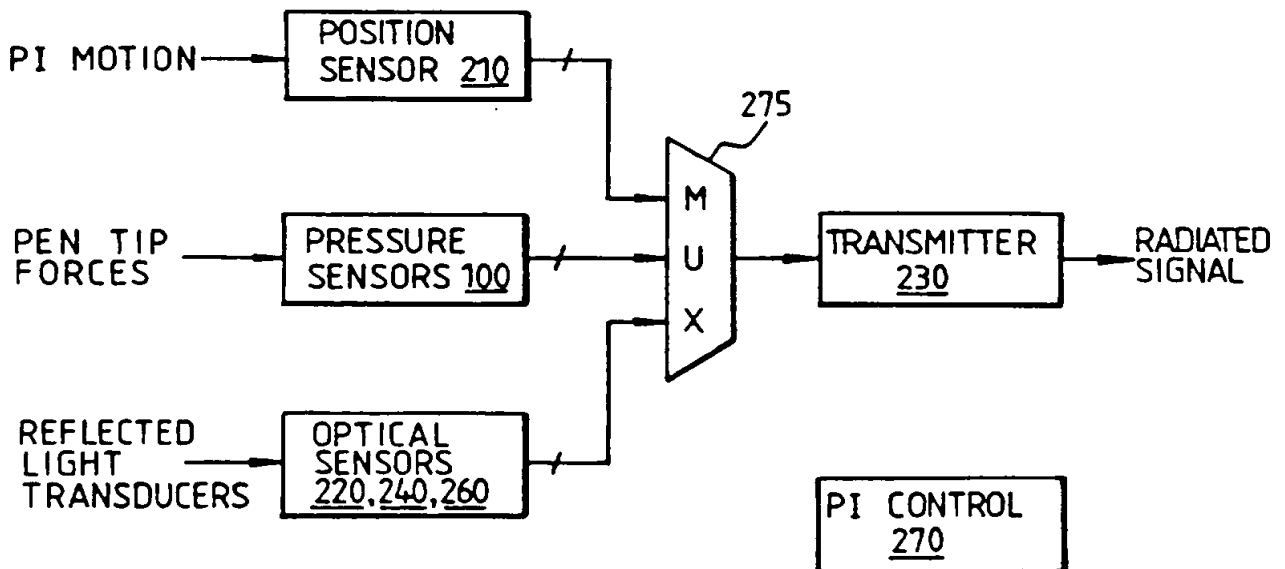 PI MOTION
POSITION
SENSOR 210
275
PEN TIP
FORCES
PRESSURE
SENSORS 100
M
U
X
TRANSMITTER
230
RADIATED
SIGNAL
REFLECTED
LIGHT
TRANSDUCERS
OPTICAL
SENSORS
220, 240, 260
PI CONTROL
270